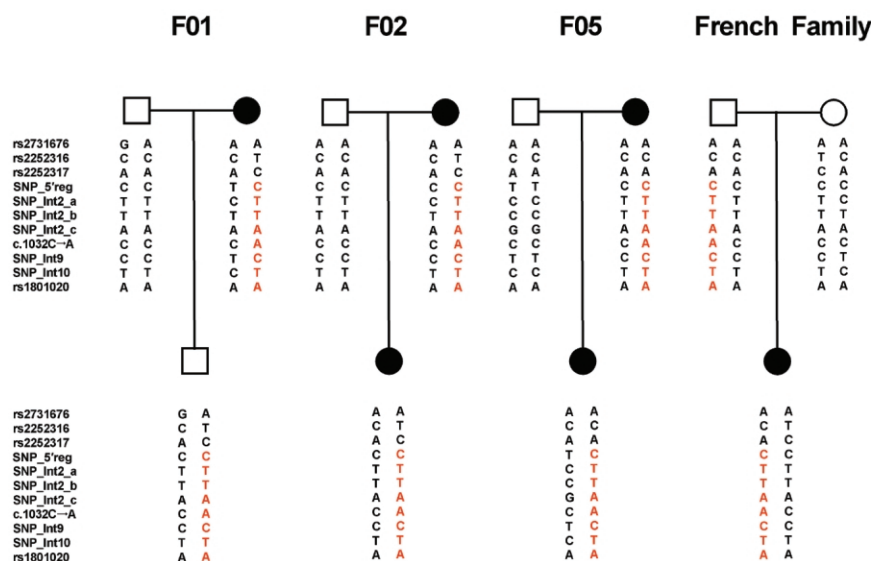 F01 F02 F05 French Family
rs2731676 G A A A A A A A A A A A A A A A
rs2252316 C C C T C C C T C C C C C C T C
rs2252317 A C A C A A A C A A A A A A C A
SNP_5'reg C C T C C C C C T T C C C C C C
SNP_Int2_a T T C T T T C T C C T T T T T C
SNP_Int2_b T T T T T T T T C C T T T T T T
SNP_Int2_c A A A A A A A A G G A A A A A A
c.1032C→A C C C A C C C A C C C A A C C C
SNP_Int9 C C T C C C C C T T C C C C C T
SNP_Int10 T T C T T T T T C C T T T T T C
rs1801020 A A A A A A A A A A A A A A A A
rs2731676 G A A A A A A A
rs2252316 C T C T C C C T
rs2252317 A C A C A A A C
SNP_5'reg C C C C T C C C
SNP_Int2_a T T T T C T T T
SNP_Int2_b T T T T C T T T
SNP_Int2_c A A A A G A A A
c.1032C→A C A C A C A A C
SNP_Int9 C C C C T C C C
SNP_Int10 T T T T C T T T
rs1801020 A A A A A A A A